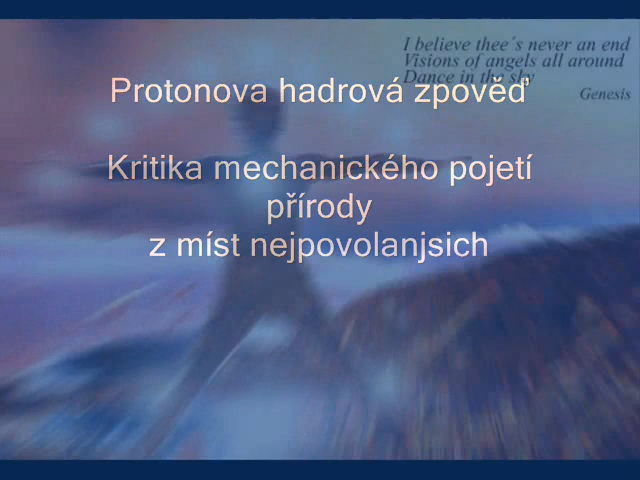 I believe thee´s never an end
Visions of angels all around
Dance in the sky
Genesis
Protonova hadrová zpověď
Kritika mechanického pojetí
přírody
z míst nejpovolanjsich